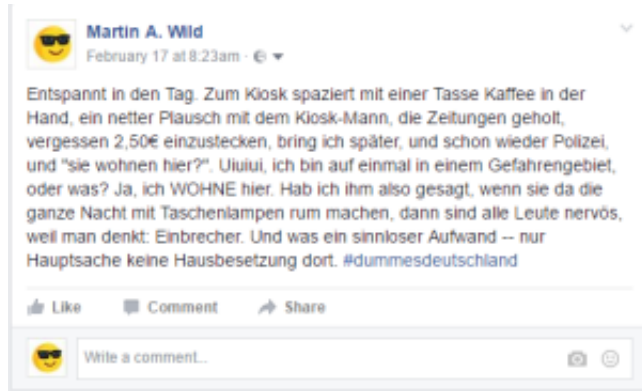 Martin A. Wild
February 17 at 8:23am ·
Entspannt in den Tag. Zum Kiosk spaziert mit einer Tasse Kaffee in der
Hand, ein netter Plausch mit dem Kiosk-Mann, die Zeitungen geholt,
vergessen 2,50€ einzustecken, bring ich später, und schon wieder Polizei,
und "sie wohnen hier?". Uiuiui, ich bin auf einmal in einem Gefahrengebiet,
oder was? Ja, ich WOHNE hier. Hab ich ihm also gesagt, wenn sie da die
ganze Nacht mit Taschenlampen rum machen, dann sind alle Leute nervös,
weil man denkt: Einbrecher. Und was ein sinnloser Aufwand -- nur
Hauptsache keine Hausbesetzung dort. #dummesdeutschland
Like Comment Share
Write a comment...